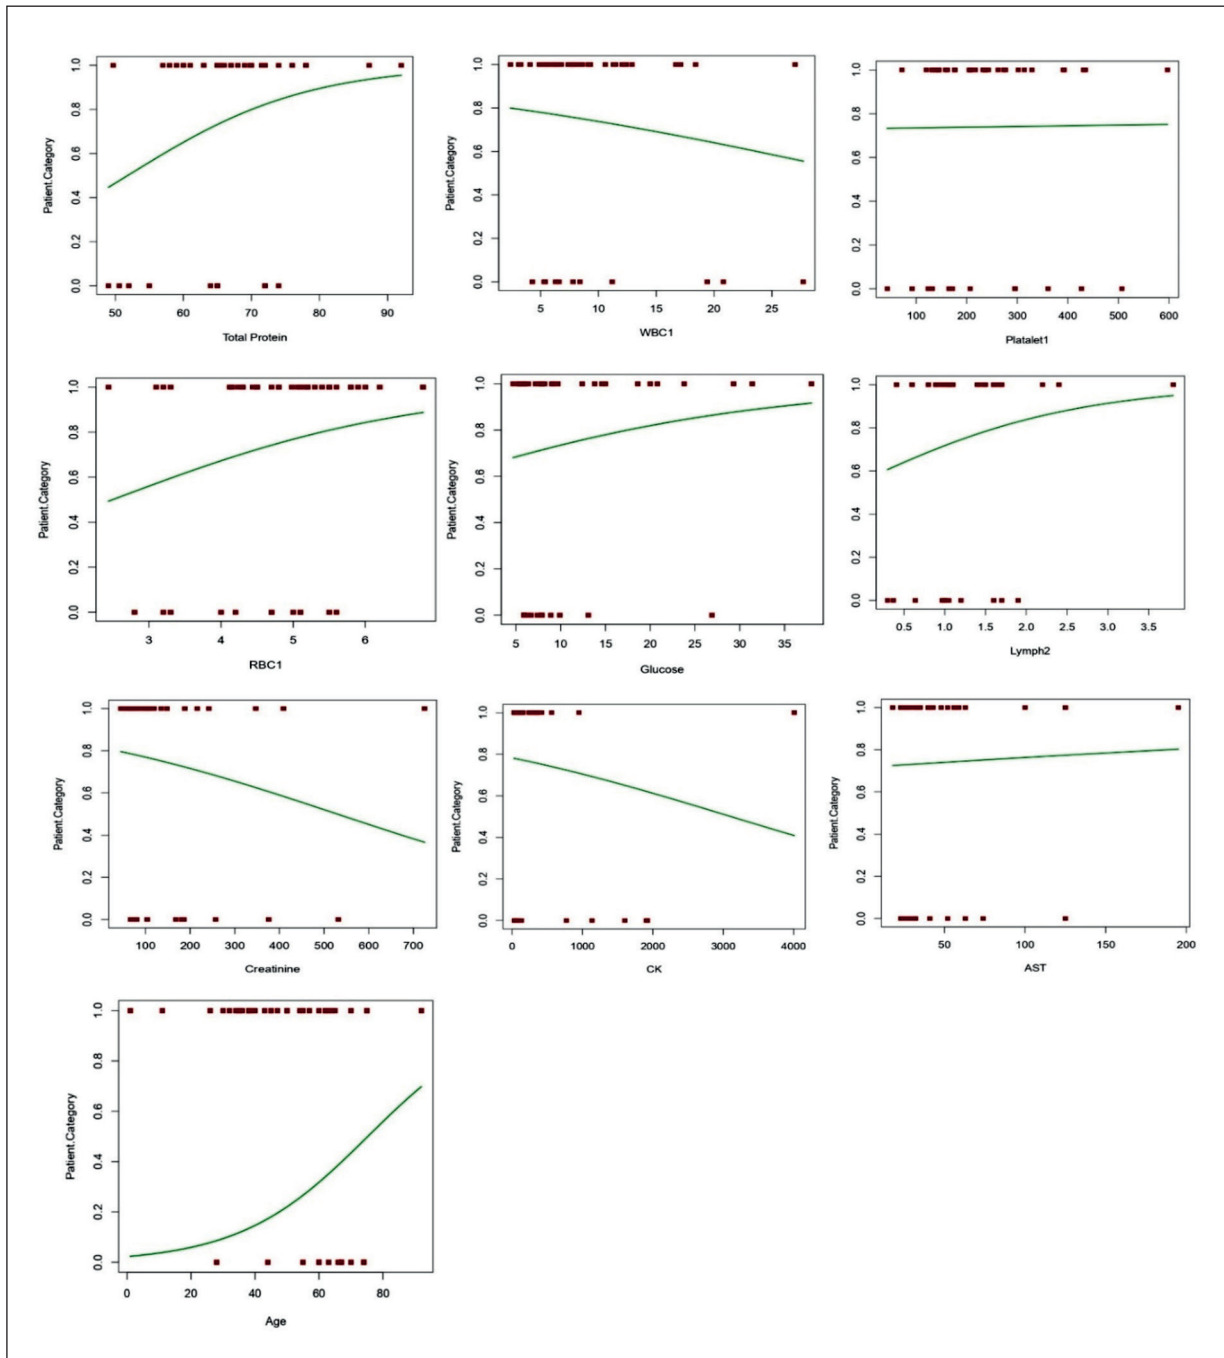 Patient.Category
0.0 0.2 0.4 0.6 0.8 1.0
50 60 70 80 90
Total Protein
Patient.Category
0.0 0.2 0.4 0.6 0.8 1.0
5 10 15 20 25
WBC1
Patient.Category
0.0 0.2 0.4 0.6 0.8 1.0
100 200 300 400 500 600
Platalet1
Patient.Category
0.0 0.2 0.4 0.6 0.8 1.0
3 4 5 6
RBC1
Patient.Category
0.0 0.2 0.4 0.6 0.8 1.0
5 10 15 20 25 30 35
Glucose
Patient.Category
0.0 0.2 0.4 0.6 0.8 1.0
0.5 1.0 1.5 2.0 2.5 3.0 3.5
Lymph2
Patient.Category
0.0 0.2 0.4 0.6 0.8 1.0
100 200 300 400 500 600 700
Creatinine
Patient.Category
0.0 0.2 0.4 0.6 0.8 1.0
0 1000 2000 3000 4000
CK
Patient.Category
0.0 0.2 0.4 0.6 0.8 1.0
50 100 150 200
AST
Patient.Category
0.0 0.2 0.4 0.6 0.8 1.0
0 20 40 60 80
Age